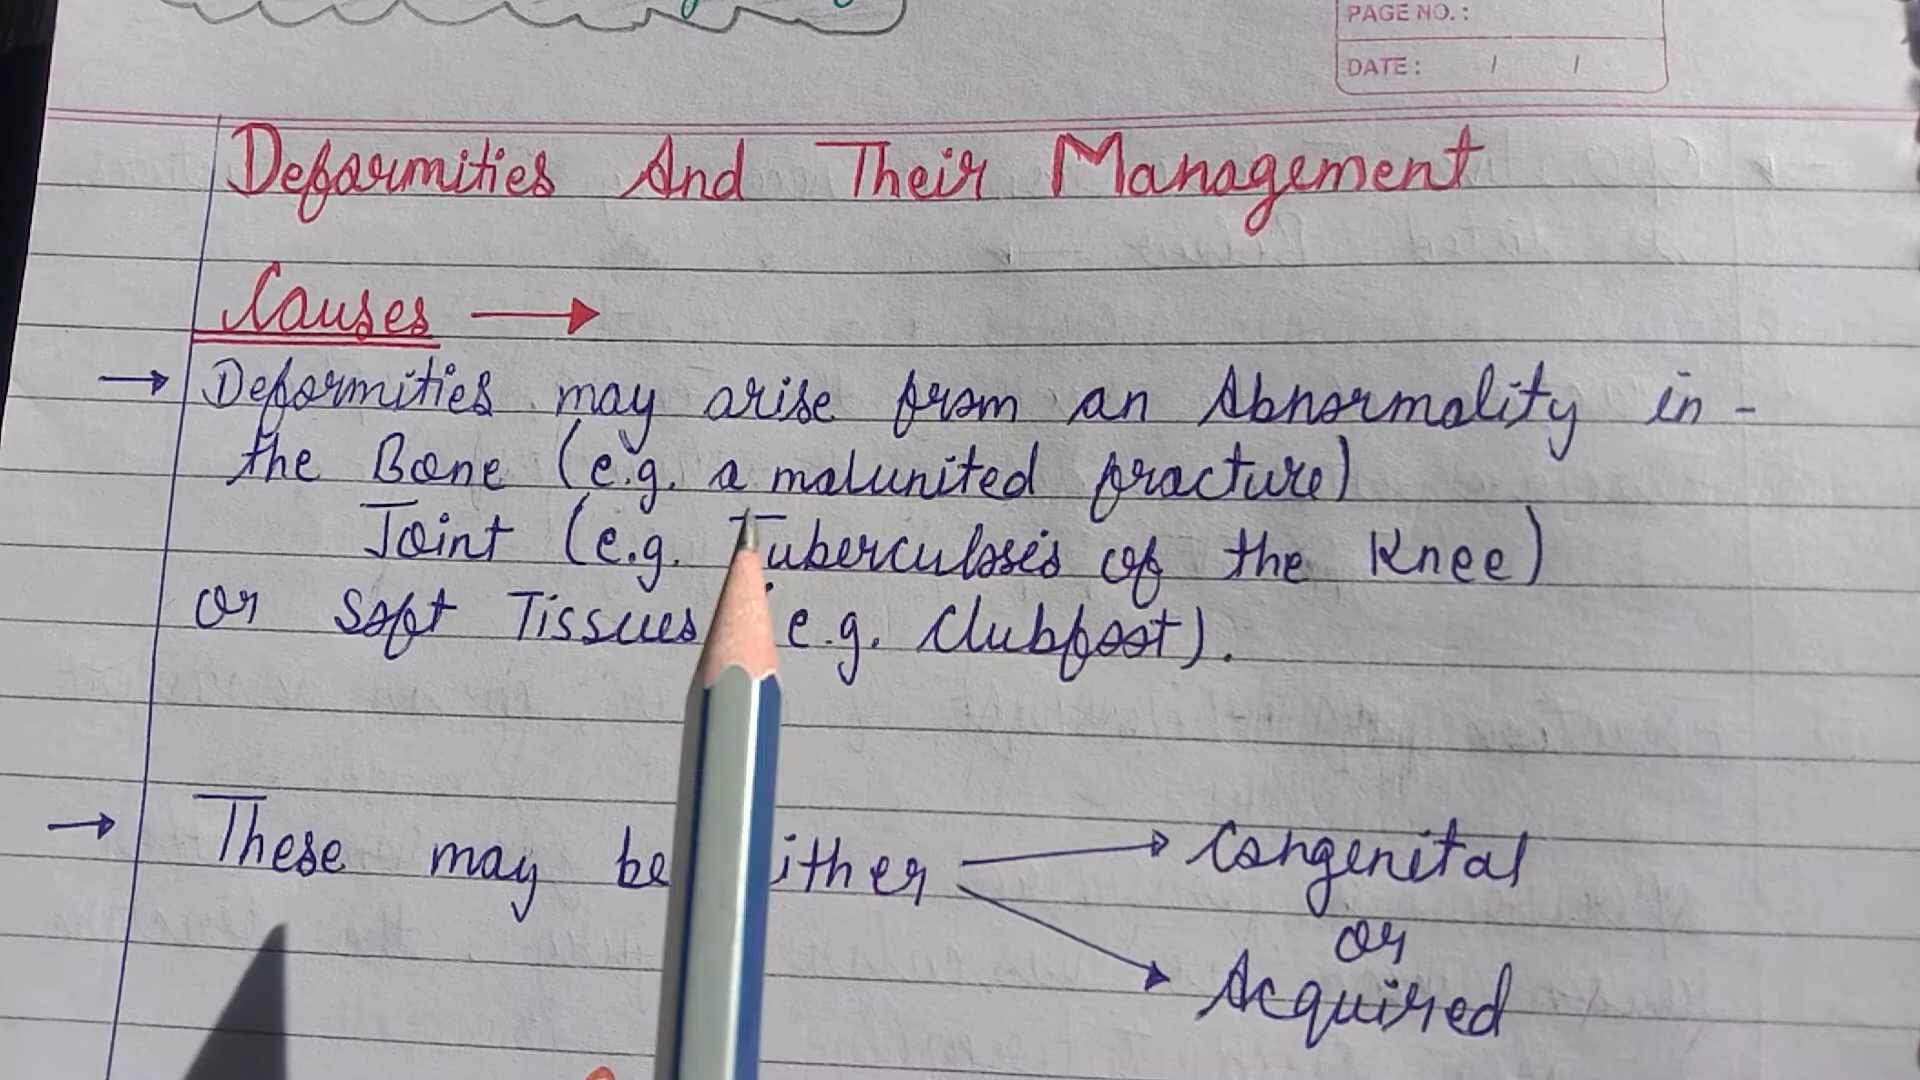 PAGE NO. :
DATE : / /
Deformities And Their Management
Causes →
→ Deformities may arise from an Abnormality in -
the Bone (e.g. a malunited fracture)
Joint (e.g. Tuberculosis of the Knee)
or Soft Tissues e.g. Clubfoot).
→ These may be either → Congenital
or
→ Acquired